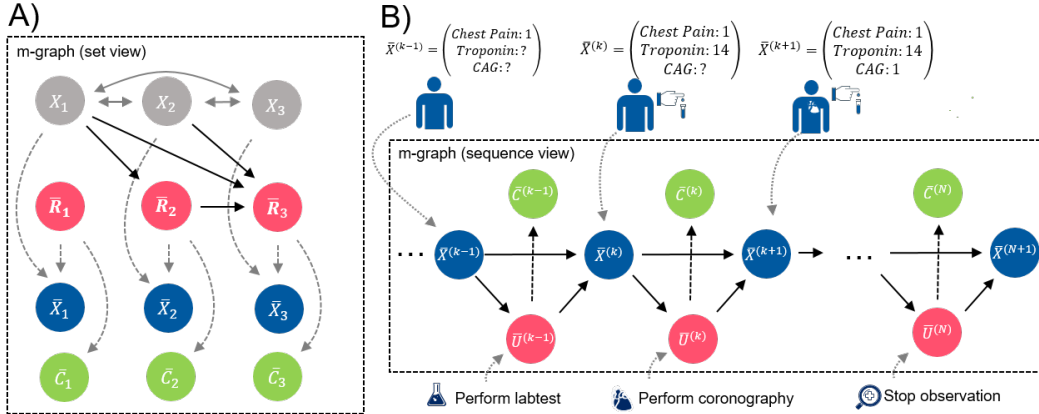 A)
m-graph (set view)
X₁ X₂ X₃
R̄₁ R̄₂ R̄₃
X̄₁ X̄₂ X̄₃
C̄₁ C̄₂ C̄₃
B)
X̄⁽ᵏ⁻¹⁾ = (Chest Pain: 1
Troponin: ?
CAG: ?)
X̄⁽ᵏ⁾ = (Chest Pain: 1
Troponin: 14
CAG: ?)
X̄⁽ᵏ⁺¹⁾ = (Chest Pain: 1
Troponin: 14
CAG: 1)
m-graph (sequence view)
C̄⁽ᵏ⁻¹⁾ C̄⁽ᵏ⁾ C̄⁽ᴺ⁾
... X̄⁽ᵏ⁻¹⁾ X̄⁽ᵏ⁾ X̄⁽ᵏ⁺¹⁾ ... X̄⁽ᴺ⁺¹⁾
Ū⁽ᵏ⁻¹⁾ Ū⁽ᵏ⁾ Ū⁽ᴺ⁾
Perform labtest Perform coronography Stop observation